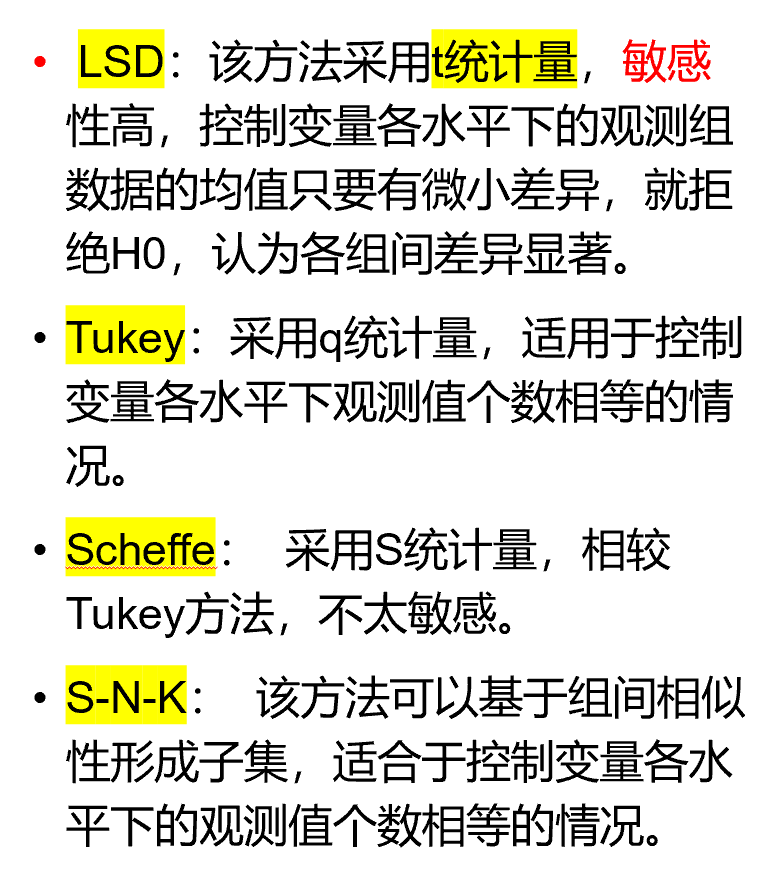 • LSD：该方法采用t统计量，敏感
性高，控制变量各水平下的观测组
数据的均值只要有微小差异，就拒
绝H0，认为各组间差异显著。
• Tukey：采用q统计量，适用于控制
变量各水平下观测值个数相等的情
况。
• Scheffe： 采用S统计量，相较
Tukey方法，不太敏感。
• S-N-K： 该方法可以基于组间相似
性形成子集，适合于控制变量各水
平下的观测值个数相等的情况。